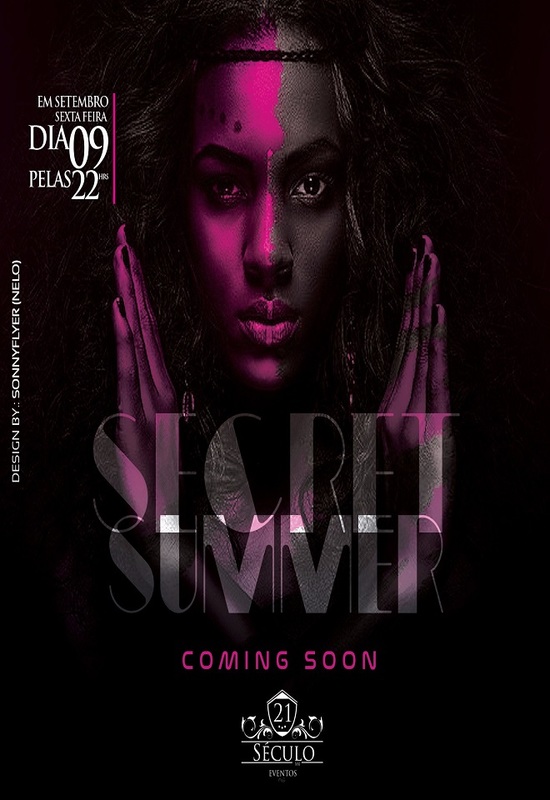 EM SETEMBRO
SEXTA FEIRA
DIA 09
PELAS 22 HRS
DESIGN BY.: SONNYFLYER (NELO)
SECRET
SUMMER
COMING SOON
21
SÉCULO
EVENTOS